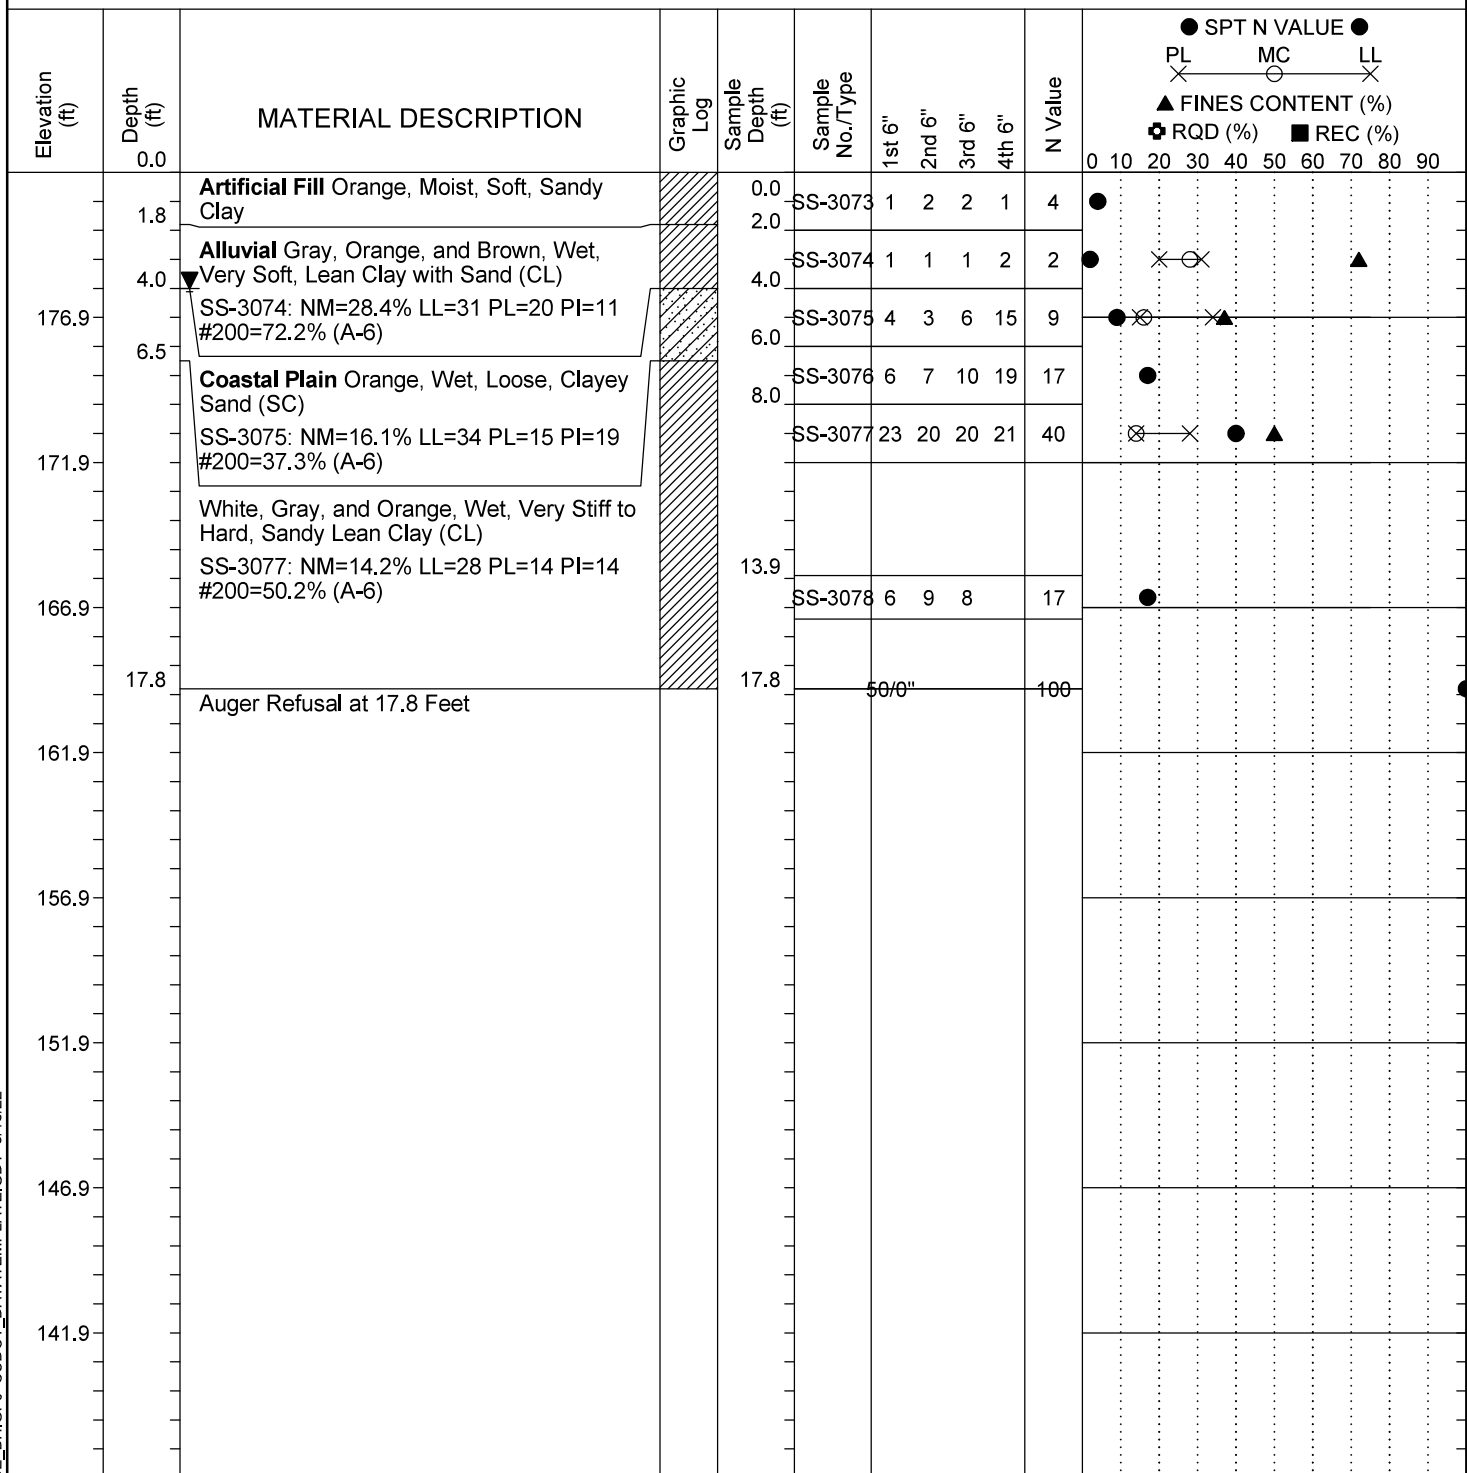 ● SPT N VALUE ●
PL MC LL
▲ FINES CONTENT (%)
RQD (%) ■ REC (%)
0 10 20 30 40 50 60 70 80 90
Elevation (ft)
Depth (ft)
0.0
MATERIAL DESCRIPTION
Graphic Log
Sample Depth (ft)
Sample No./Type
1st 6"
2nd 6"
3rd 6"
4th 6"
N Value
Artificial Fill Orange, Moist, Soft, Sandy
Clay
0.0
SS-3073 1 2 2 1 4
1.8
2.0
Alluvial Gray, Orange, and Brown, Wet,
Very Soft, Lean Clay with Sand (CL)
SS-3074 1 1 1 2 2
4.0
4.0
SS-3074: NM=28.4% LL=31 PL=20 PI=11
#200=72.2% (A-6)
176.9
SS-3075 4 3 6 15 9
6.0
6.5
Coastal Plain Orange, Wet, Loose, Clayey
Sand (SC)
SS-3076 6 7 10 19 17
8.0
SS-3075: NM=16.1% LL=34 PL=15 PI=19
#200=37.3% (A-6)
SS-3077 23 20 20 21 40
171.9
White, Gray, and Orange, Wet, Very Stiff to
Hard, Sandy Lean Clay (CL)
SS-3077: NM=14.2% LL=28 PL=14 PI=14
#200=50.2% (A-6)
13.9
SS-3078 6 9 8 17
166.9
17.8
17.8
50/0" 100
Auger Refusal at 17.8 Feet
161.9
156.9
151.9
146.9
141.9